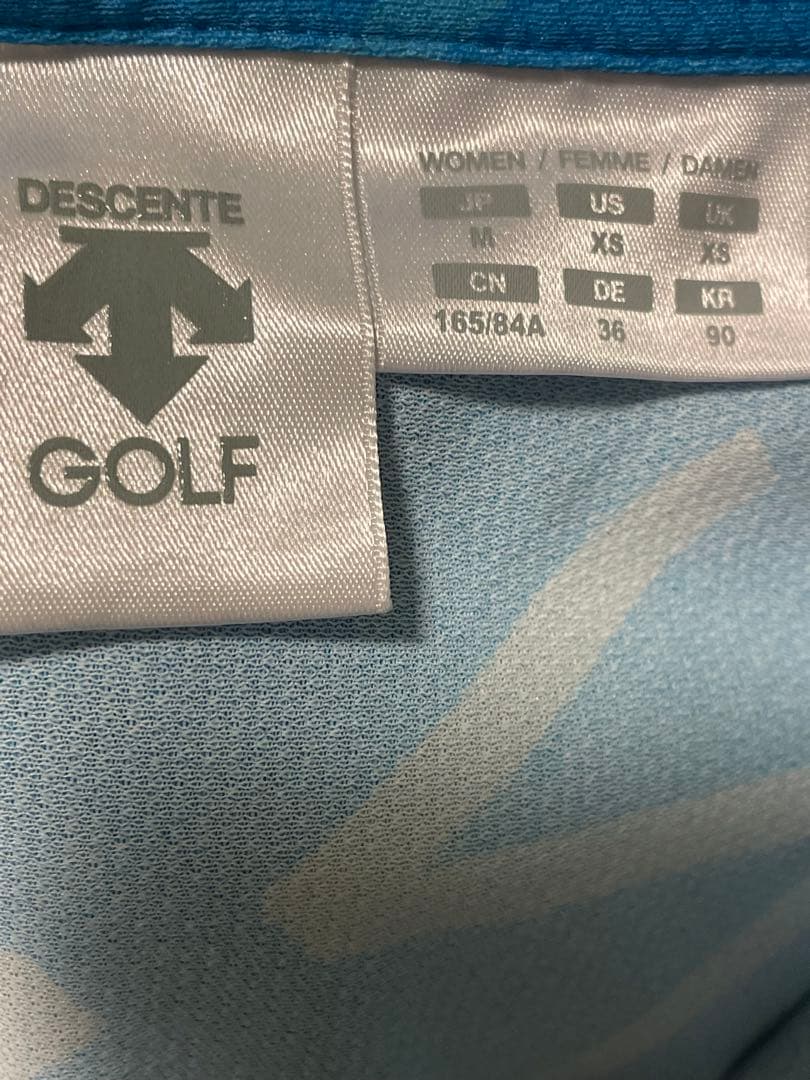 DESCENTE
GOLF
WOMEN / FEMME / DAMEN
JP US UK
M XS XS
CN DE KR
165/84A 36 90